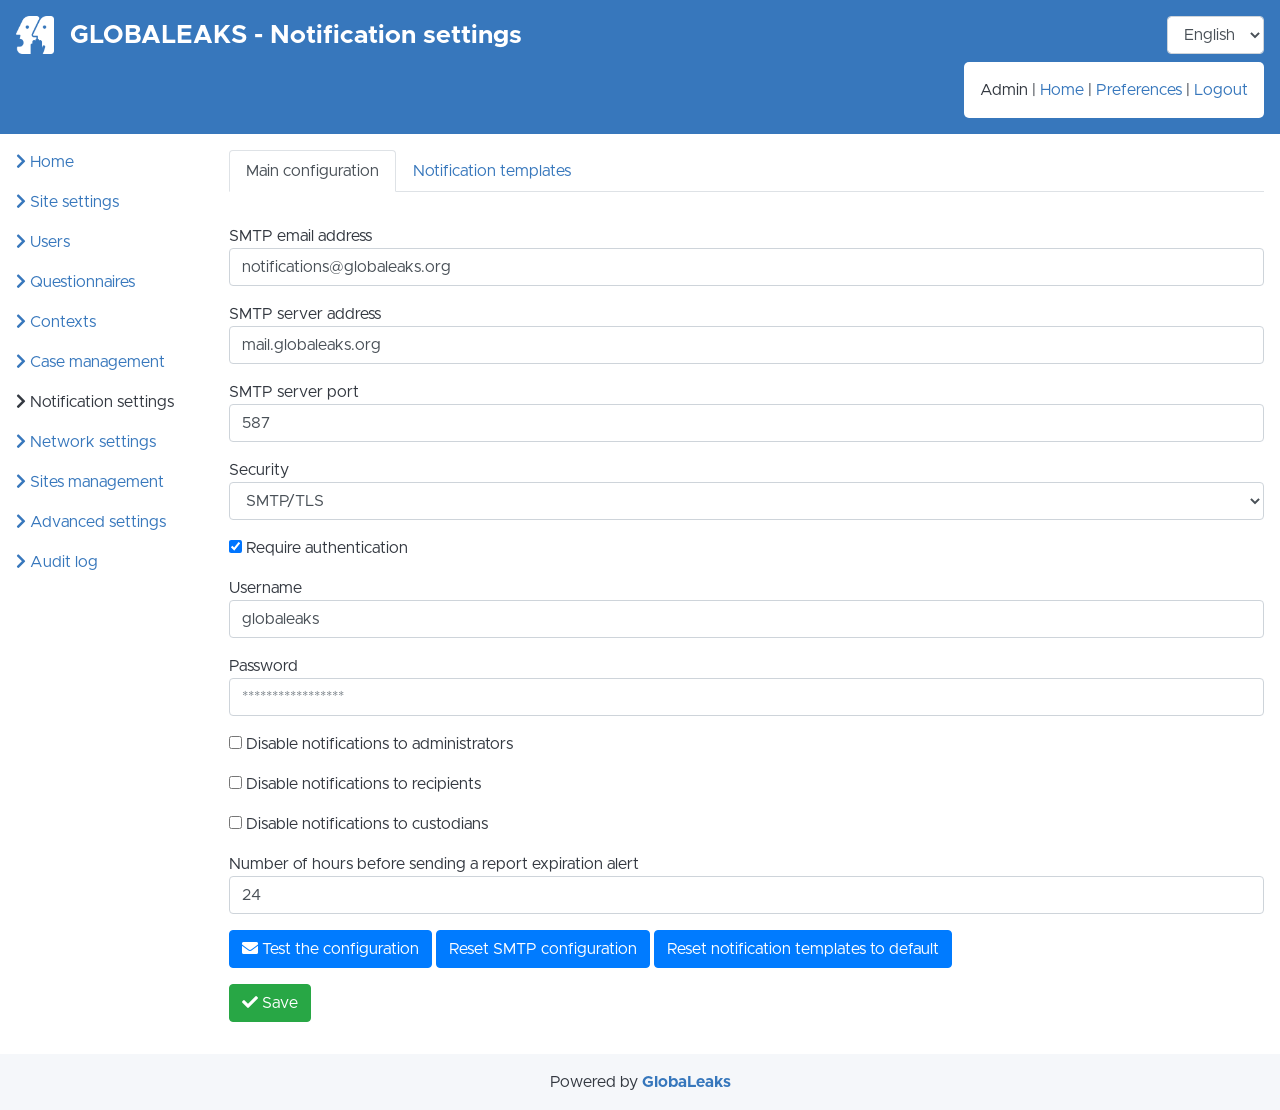 GLOBALEAKS - Notification settings
English
Admin | Home | Preferences | Logout
Home
Site settings
Users
Questionnaires
Contexts
Case management
Notification settings
Network settings
Sites management
Advanced settings
Audit log
Main configuration
Notification templates
SMTP email address
notifications@globaleaks.org
SMTP server address
mail.globaleaks.org
SMTP server port
587
Security
SMTP/TLS
Require authentication
Username
globaleaks
Password
*****************
Disable notifications to administrators
Disable notifications to recipients
Disable notifications to custodians
Number of hours before sending a report expiration alert
24
Test the configuration
Reset SMTP configuration
Reset notification templates to default
Save
Powered by GlobaLeaks